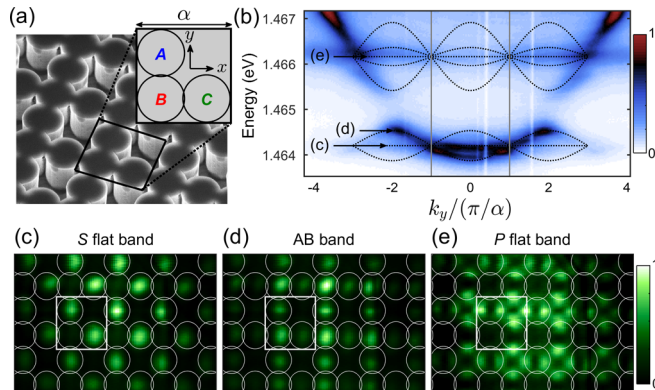 (a)
α
A
B
C
y
x
(b)
Energy (eV)
1.467
1.466
1.465
1.464
(e)
(d)
(c)
-4
-2
0
2
4
k_y/(π/α)
1
0
(c)
S flat band
(d)
AB band
(e)
P flat band
1
0